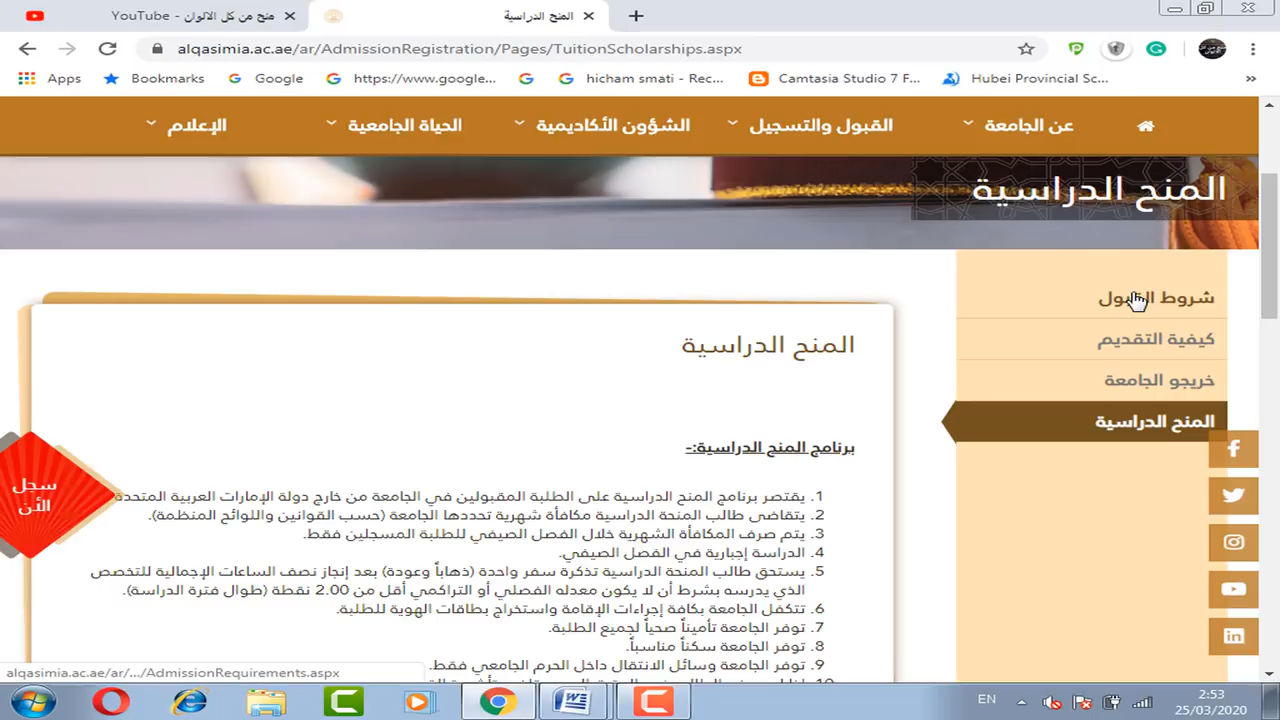 منح من كل الالوان - YouTube
المنح الدراسية
alqasimia.ac.ae/ar/AdmissionRegistration/Pages/TuitionScholarships.aspx
Apps
Bookmarks
Google
https://www.google...
hicham smati - Rec...
Camtasia Studio 7 F...
Hubei Provincial Sc...
»
عن الجامعة
القبول والتسجيل
الشؤون الأكاديمية
الحياة الجامعية
الإعلام
المنح الدراسية
شروط القبول
كيفية التقديم
خريجو الجامعة
المنح الدراسية
المنح الدراسية
برنامج المنح الدراسية:-
1. يقتصر برنامج المنح الدراسية على الطلبة المقبولين في الجامعة من خارج دولة الإمارات العربية المتحدة
2. يتقاضى طالب المنحة الدراسية مكافأة شهرية تحددها الجامعة (حسب القوانين واللوائح المنظمة).
3. يتم صرف المكافأة الشهرية خلال الفصل الصيفي للطلبة المسجلين فقط.
4. الدراسة إجبارية في الفصل الصيفي.
5. يستحق طالب المنحة الدراسية تذكرة سفر واحدة (ذهاباً وعودة) بعد إنجاز نصف الساعات الإجمالية للتخصص
الذي يدرسه بشرط أن لا يكون معدله الفصلي أو التراكمي أقل من 2.00 نقطة (طوال فترة الدراسة).
6. تتكفل الجامعة بكافة إجراءات الإقامة واستخراج بطاقات الهوية للطلبة.
7. توفر الجامعة تأميناً صحياً لجميع الطلبة.
8. توفر الجامعة سكناً مناسباً.
9. توفر الجامعة وسائل الانتقال داخل الحرم الجامعي فقط.
سجل
الأن
alqasimia.ac.ae/ar/.../AdmissionRequirements.aspx
EN
2:53
25/03/2020